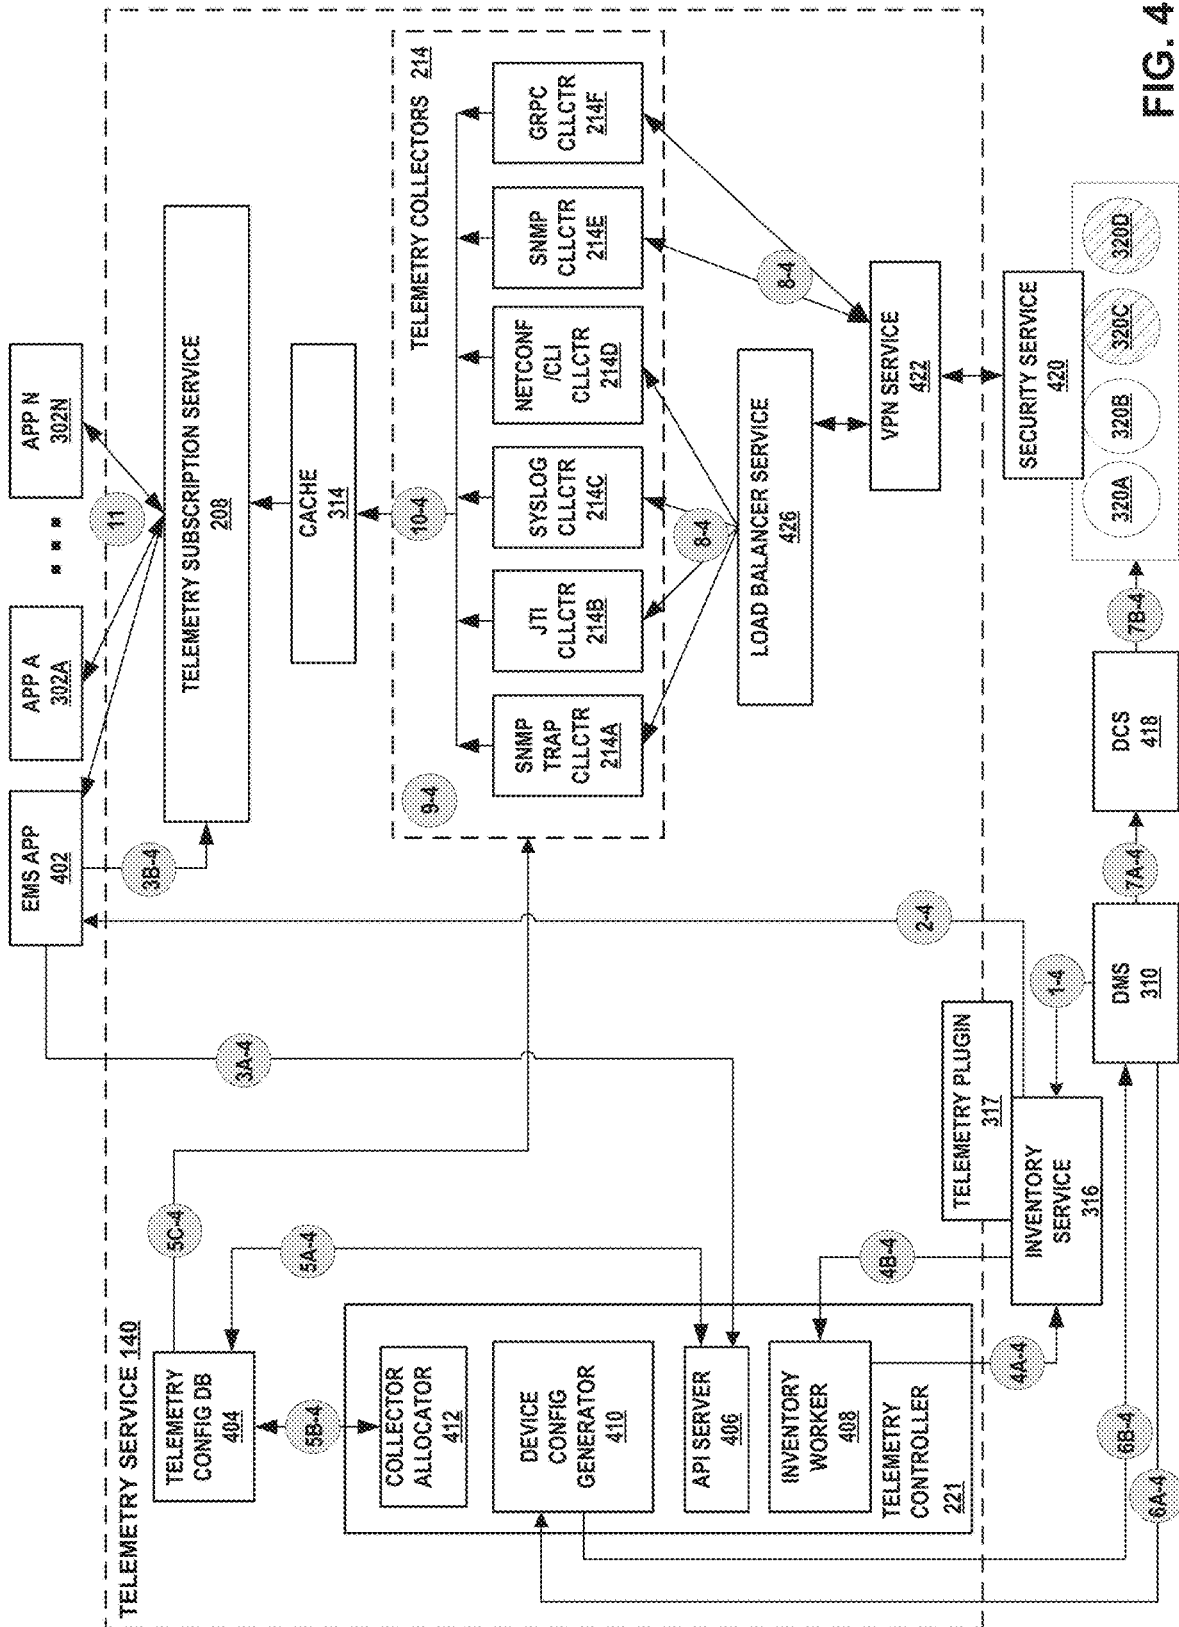 TELEMETRY SERVICE 140
EMS APP
402
APP A
302A
APP N
302N
11
3B-4
3A-4
2-4
TELEMETRY SUBSCRIPTION SERVICE
208
CACHE
314
10-4
TELEMETRY COLLECTORS 214
9-4
SNMP
TRAP
CLLCTR
214A
JTI
CLLCTR
214B
SYSLOG
CLLCTR
214C
NETCONF
/CLI
CLLCTR
214D
SNMP
CLLCTR
214E
GRPC
CLLCTR
214F
8-4
8-4
LOAD BALANCER SERVICE
426
VPN SERVICE
422
SECURITY SERVICE
420
320A
320B
320C
320D
TELEMETRY
CONFIG DB
404
5C-4
5A-4
5B-4
COLLECTOR
ALLOCATOR
412
DEVICE
CONFIG
GENERATOR
410
API SERVER
406
INVENTORY
WORKER
408
TELEMETRY
CONTROLLER
221
4B-4
4A-4
TELEMETRY PLUGIN
317
INVENTORY
SERVICE
316
1-4
DMS
310
7A-4
DCS
418
7B-4
6B-4
6A-4
FIG. 4